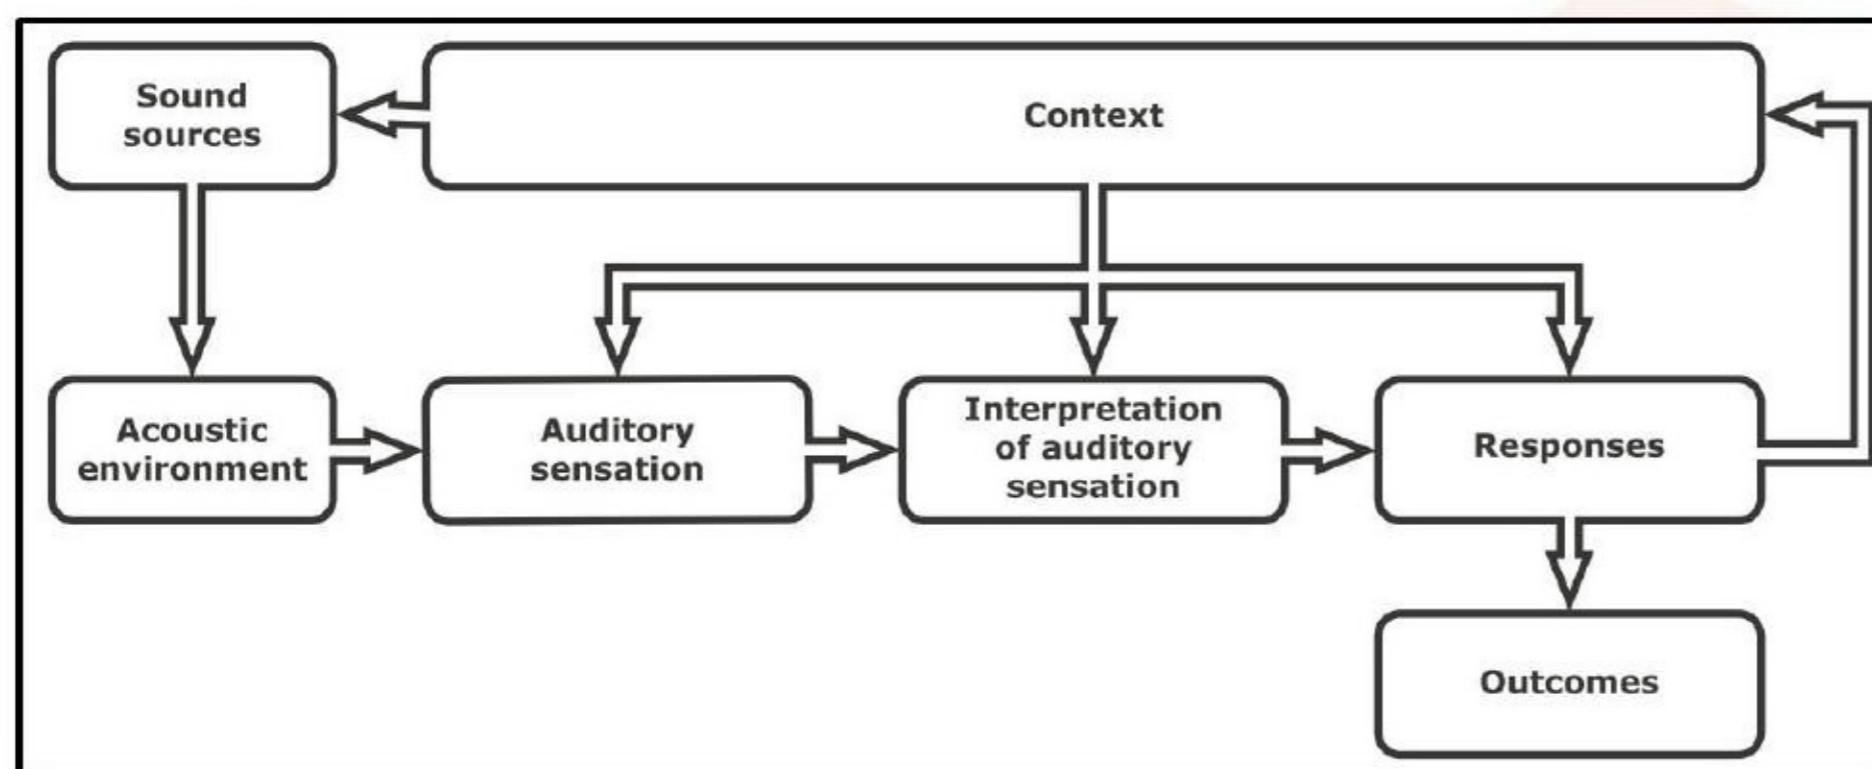 Sound
sources
Context
Acoustic
environment
Auditory
sensation
Interpretation
of auditory
sensation
Responses
Outcomes